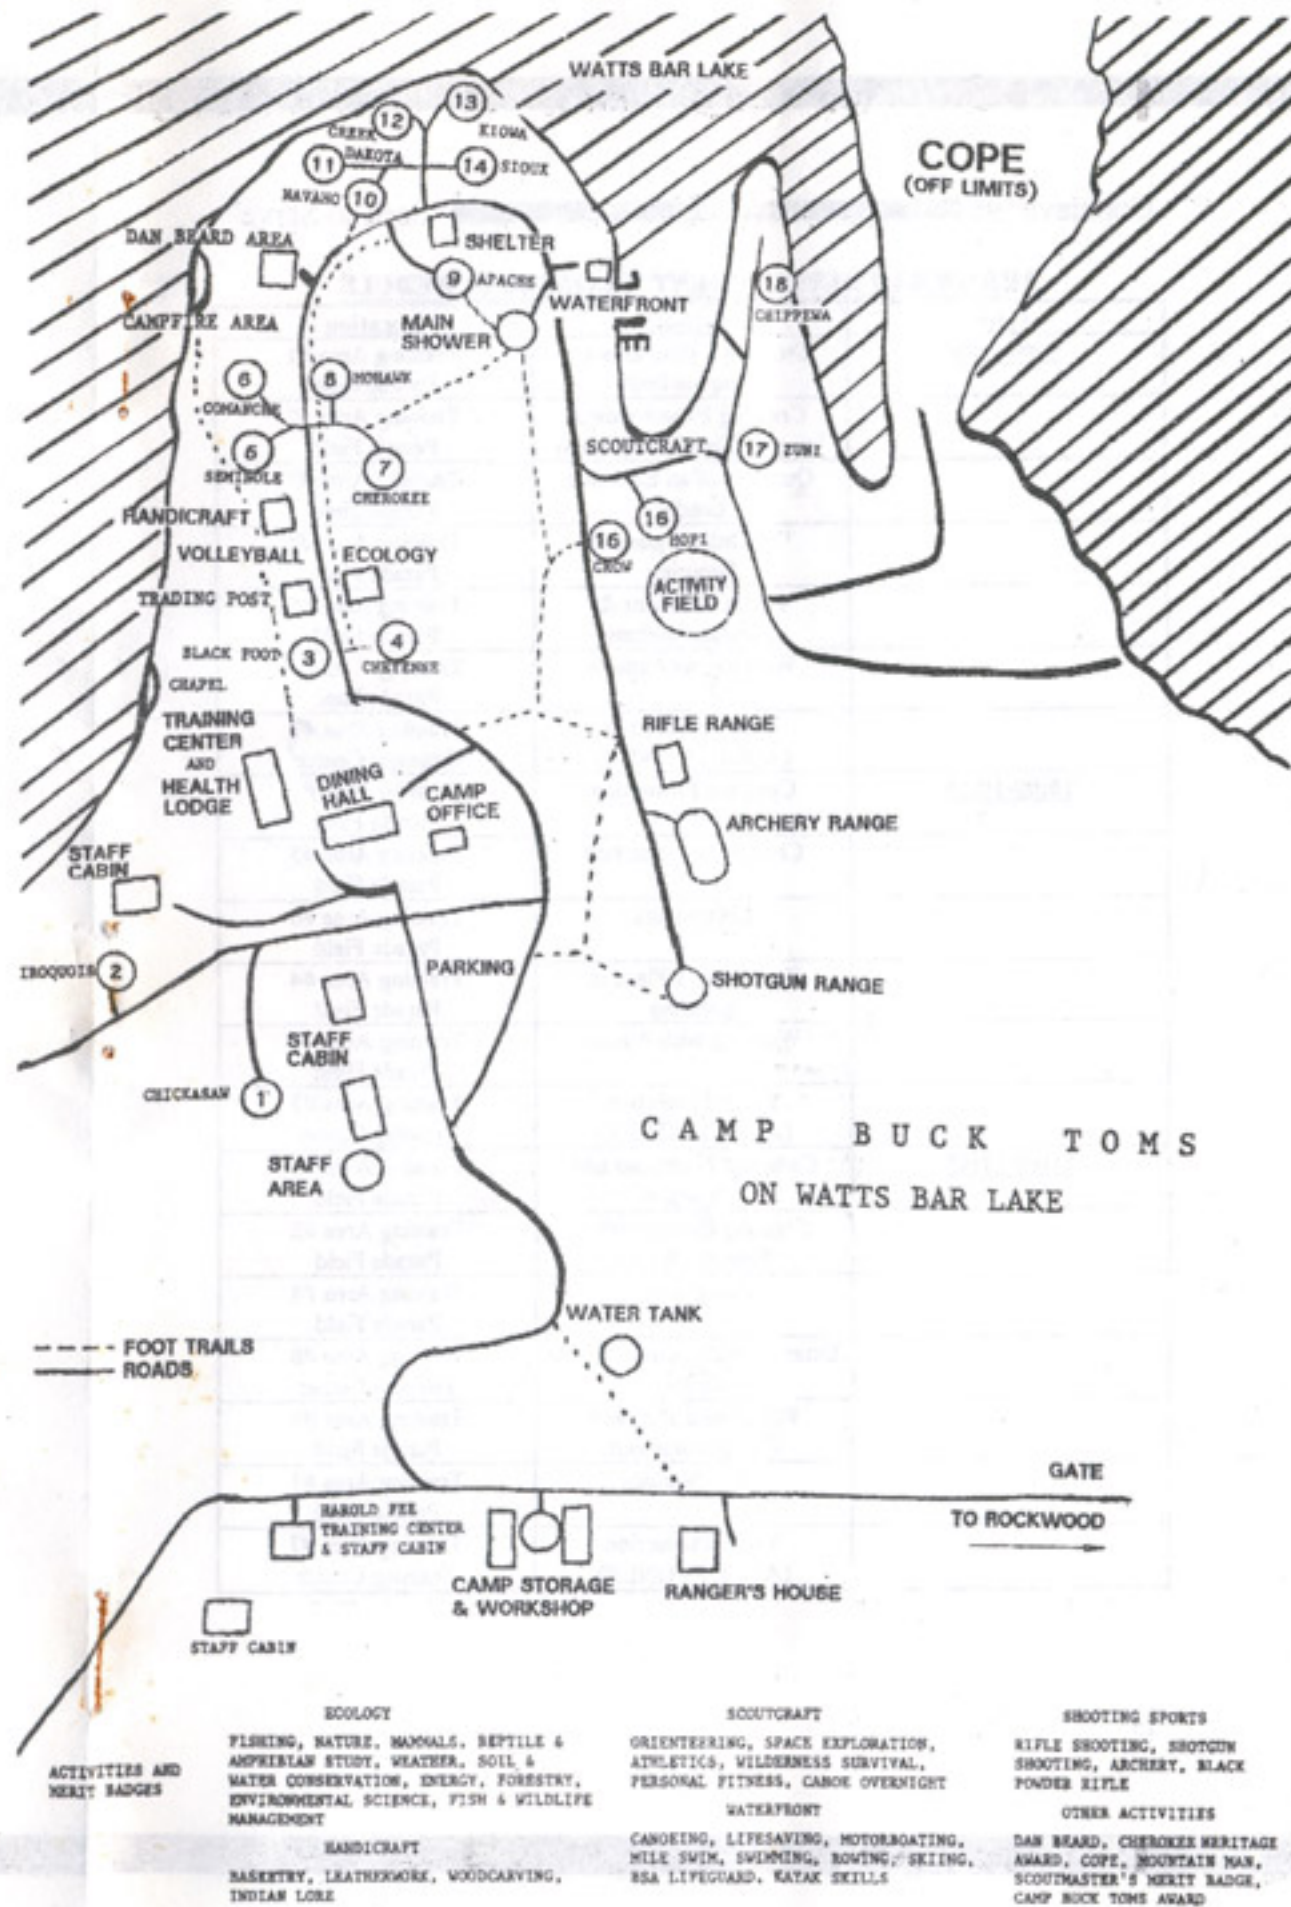 WATTS BAR LAKE
COPE
(OFF LIMITS)
13
KIOWA
12
CREEK
11
DAKOTA
14 SIOUX
NAVAHO 10
DAN BEARD AREA
SHELTER
9 APACHE
WATERFRONT
18
CHIPPEWA
CAMPFIRE AREA
MAIN
SHOWER
6
COMANCHE
8 MOHAWK
5
SEMINOLE
7
CHEROKEE
SCOUTCRAFT
17 ZUNI
HANDICRAFT
16
HOPI
15
CROW
VOLLEYBALL
ECOLOGY
ACTIVITY
FIELD
TRADING POST
BLACK FOOT 3
4
CHEYENNE
CHAPEL
TRAINING
CENTER
AND
HEALTH
LODGE
DINING
HALL
CAMP
OFFICE
RIFLE RANGE
ARCHERY RANGE
STAFF
CABIN
IROQUOIS 2
PARKING
SHOTGUN RANGE
STAFF
CABIN
CHICKASAW 1
STAFF
AREA
CAMP BUCK TOMS
ON WATTS BAR LAKE
WATER TANK
FOOT TRAILS
ROADS
GATE
TO ROCKWOOD
HAROLD FEE
TRAINING CENTER
& STAFF CABIN
CAMP STORAGE
& WORKSHOP
RANGER'S HOUSE
STAFF CABIN
ACTIVITIES AND
MERIT BADGES
ECOLOGY
FISHING, NATURE, MAMMALS, REPTILE &
AMPHIBIAN STUDY, WEATHER, SOIL &
WATER CONSERVATION, ENERGY, FORESTRY,
ENVIRONMENTAL SCIENCE, FISH & WILDLIFE
MANAGEMENT
HANDICRAFT
BASKETRY, LEATHERWORK, WOODCARVING,
INDIAN LORE
SCOUTCRAFT
ORIENTEERING, SPACE EXPLORATION,
ATHLETICS, WILDERNESS SURVIVAL,
PERSONAL FITNESS, CANOE OVERNIGHT
WATERFRONT
CANOEING, LIFESAVING, MOTORBOATING,
MILE SWIM, SWIMMING, ROWING, SKIING,
BSA LIFEGUARD, KAYAK SKILLS
SHOOTING SPORTS
RIFLE SHOOTING, SHOTGUN
SHOOTING, ARCHERY, BLACK
POWDER RIFLE
OTHER ACTIVITIES
DAN BEARD, CHEROKEE HERITAGE
AWARD, COPE, MOUNTAIN MAN,
SCOUTMASTER'S MERIT BADGE,
CAMP BUCK TOMS AWARD